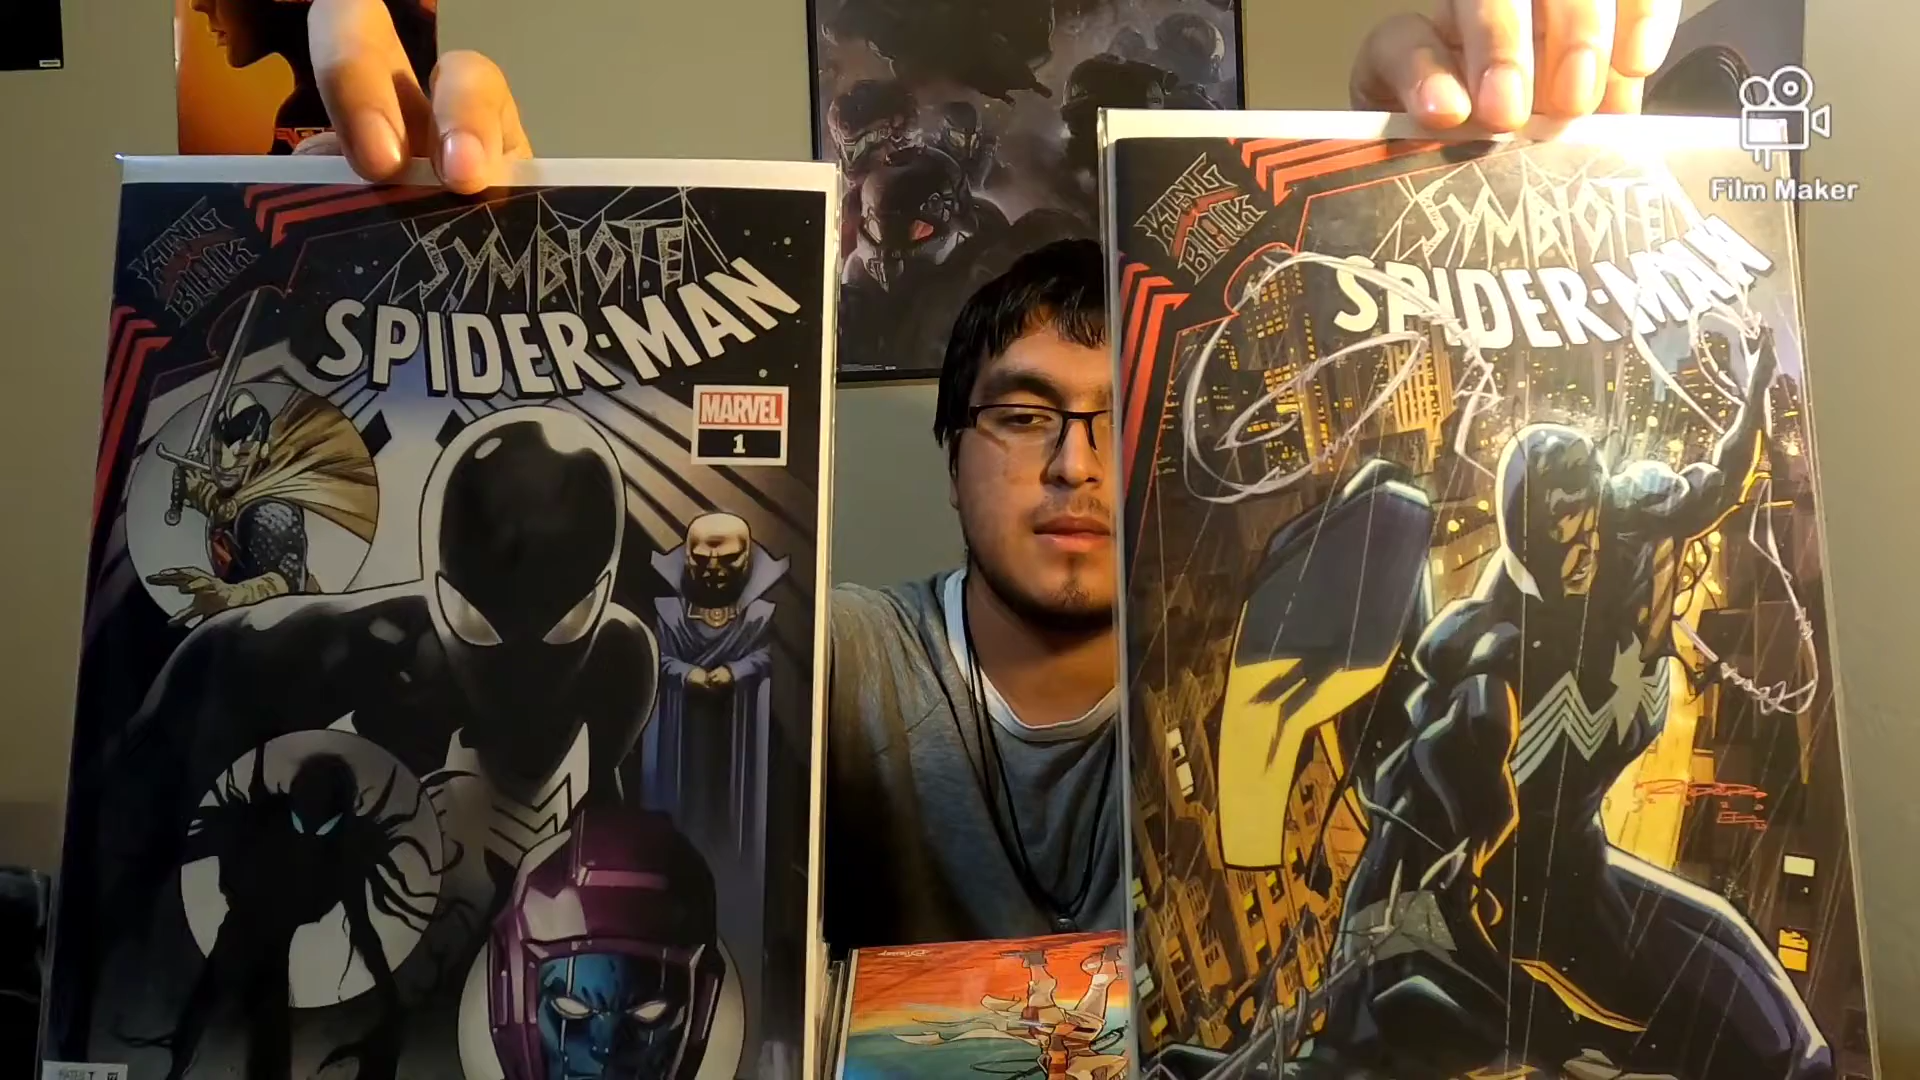 KING
IN
BLACK
SYMBIOTE
SPIDER-MAN
MARVEL
1
KING
IN
BLACK
SYMBIOTE
SPIDER-MAN
Film Maker